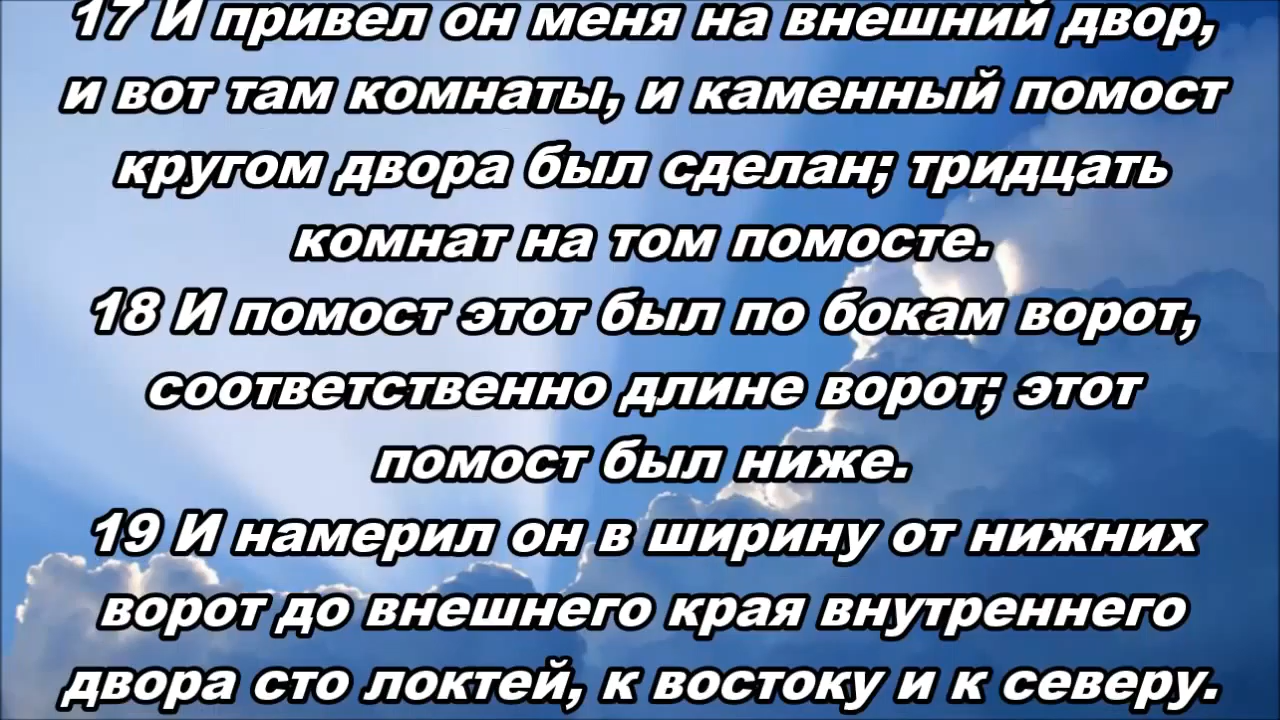 17 И привел он меня на внешний двор,
и вот там комнаты, и каменный помост
кругом двора был сделан; тридцать
комнат на том помосте.
18 И помост этот был по бокам ворот,
соответственно длине ворот; этот
помост был ниже.
19 И намерил он в ширину от нижних
ворот до внешнего края внутреннего
двора сто локтей, к востоку и к северу.